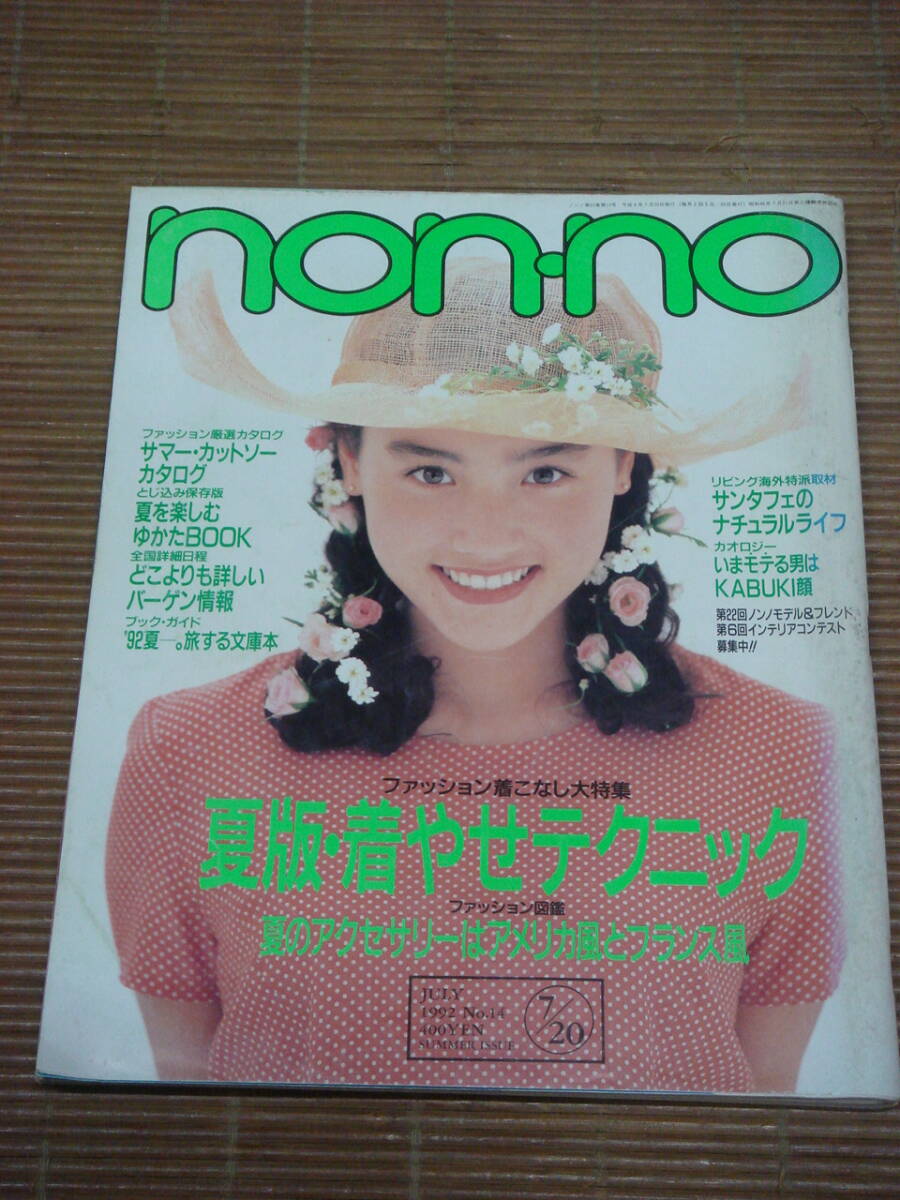 non·no
ファッション厳選カタログ
サマー・カットソー
カタログ
とじ込み保存版
夏を楽しむ
ゆかたBOOK
全国詳細日程
どこよりも詳しい
バーゲン情報
ブック・ガイド
'92夏—。旅する文庫本
リビング海外特派取材
サンタフェの
ナチュラルライフ
カオロジー
いまモテる男は
KABUKI顔
第22回ノンノモデル&フレンド、
第6回インテリアコンテスト
募集中!!
ファッション着こなし大特集
夏版・着やせテクニック
ファッション図鑑
夏のアクセサリーはアメリカ風とフランス風
JULY
1992 No.14
400YEN
SUMMER ISSUE
7/20